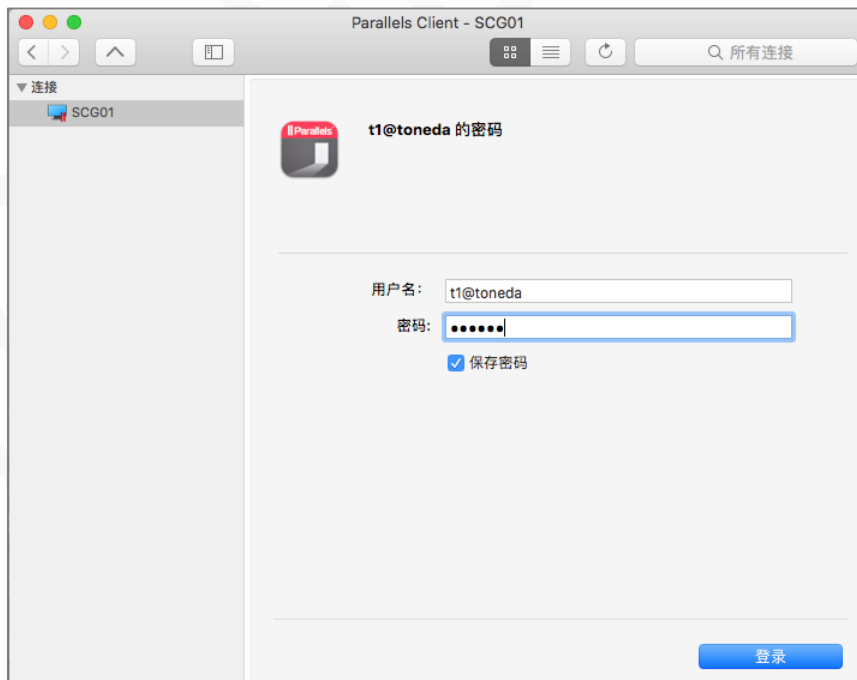 Parallels Client - SCG01
所有连接
连接
SCG01
Parallels
t1@toneda 的密码
用户名:
t1@toneda
密码:
••••••
保存密码
登录